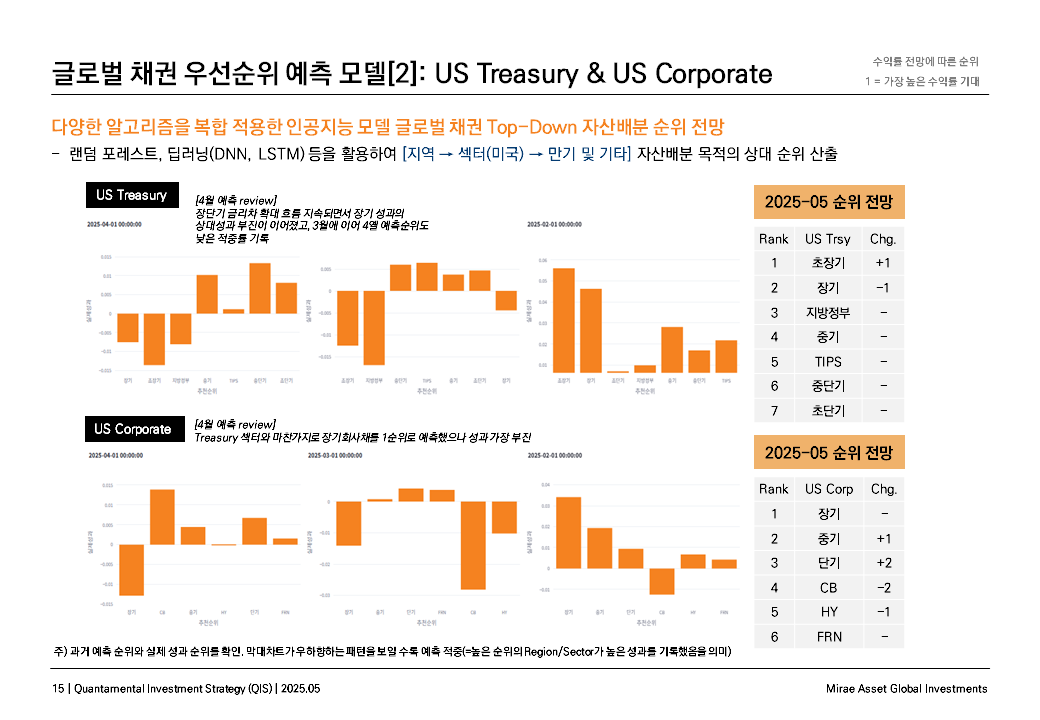 글로벌 채권 우선순위 예측 모델[2]: US Treasury & US Corporate
수익률 전망에 따른 순위
1 = 가장 높은 수익률 기대
다양한 알고리즘을 복합 적용한 인공지능 모델 글로벌 채권 Top-Down 자산배분 순위 전망
– 랜덤 포레스트, 딥러닝(DNN, LSTM) 등을 활용하여 [지역 → 섹터(미국) → 만기 및 기타] 자산배분 목적의 상대 순위 산출
US Treasury
[4월 예측 review]
장단기 금리차 확대 흐름 지속되면서 장기 성과의
상대성과 부진이 이어졌고, 3월에 이어 4엘 예측순위도
낮은 적중률 기록
2025-04-01 00:00:00
2025-02-01 00:00:00
0.015
0.01
0.005
0
-0.005
-0.01
-0.015
실제성과
장기 초장기 지방정부 중기 TIPS 중단기 초단기
추천순위
0.005
0
-0.005
-0.01
-0.015
실제성과
초장기 지방정부 중단기 TIPS 중기 초단기 장기
추천순위
0.06
0.05
0.04
0.03
0.02
0.01
실제성과
초장기 장기 초단기 지방정부 중기 중단기 TIPS
추천순위
2025-05 순위 전망
Rank US Trsy Chg.
1 초장기 +1
2 장기 -1
3 지방정부 -
4 중기 -
5 TIPS -
6 중단기 -
7 초단기 -
US Corporate
[4월 예측 review]
Treasury 섹터와 마찬가지로 장기회사채를 1순위로 예측했으나 성과 가장 부진
2025-04-01 00:00:00
2025-03-01 00:00:00
2025-02-01 00:00:00
0.015
0.01
0.005
0
-0.005
-0.01
-0.015
실제성과
장기 CB 중기 HY 단기 FRN
추천순위
0
-0.01
-0.02
-0.03
실제성과
장기 중기 단기 FRN CB HY
추천순위
0.04
0.03
0.02
0.01
0
-0.01
실제성과
장기 중기 단기 CB HY FRN
추천순위
2025-05 순위 전망
Rank US Corp Chg.
1 장기 -
2 중기 +1
3 단기 +2
4 CB -2
5 HY -1
6 FRN -
주) 과거 예측 순위와 실제 성과 순위를 확인. 막대차트가 우하향하는 패턴을 보일 수록 예측 적중(=높은 순위의 Region/Sector가 높은 성과를 기록했음을 의미)
15 | Quantamental Investment Strategy (QIS) | 2025.05
Mirae Asset Global Investments